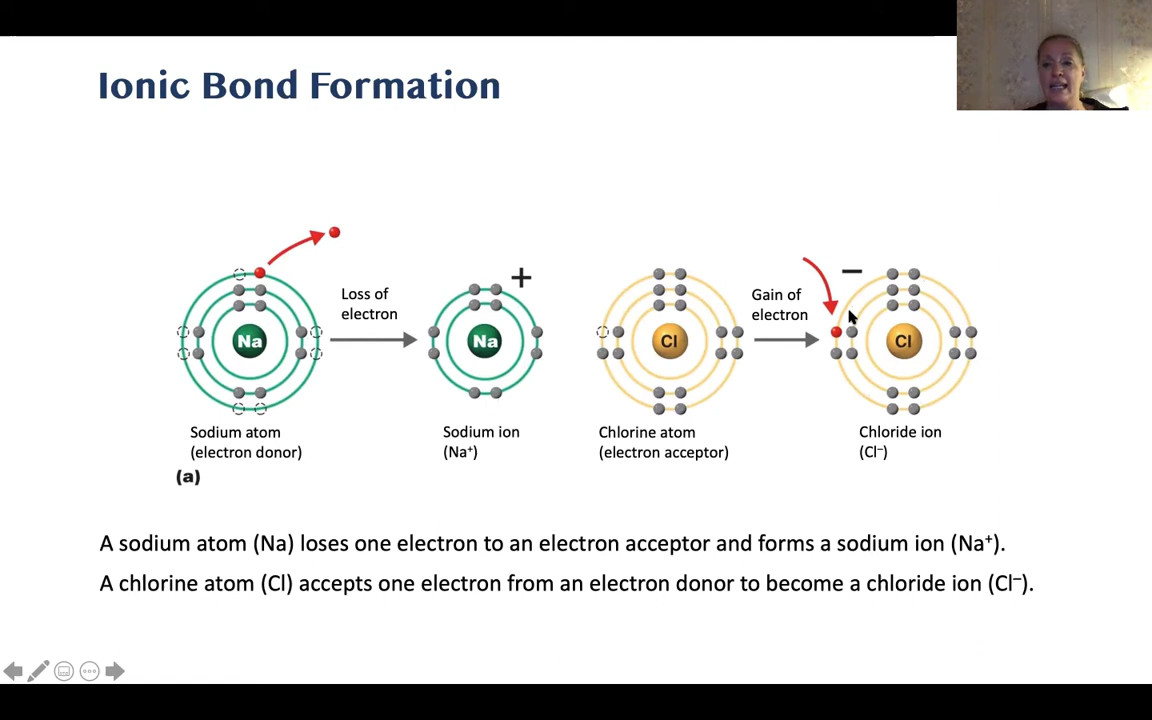 Ionic Bond Formation
Loss of
electron
Gain of
electron
Na
Na
+
Cl
−
Cl
Sodium atom
(electron donor)
Sodium ion
(Na⁺)
Chlorine atom
(electron acceptor)
Chloride ion
(Cl⁻)
(a)
A sodium atom (Na) loses one electron to an electron acceptor and forms a sodium ion (Na⁺).
A chlorine atom (Cl) accepts one electron from an electron donor to become a chloride ion (Cl⁻).